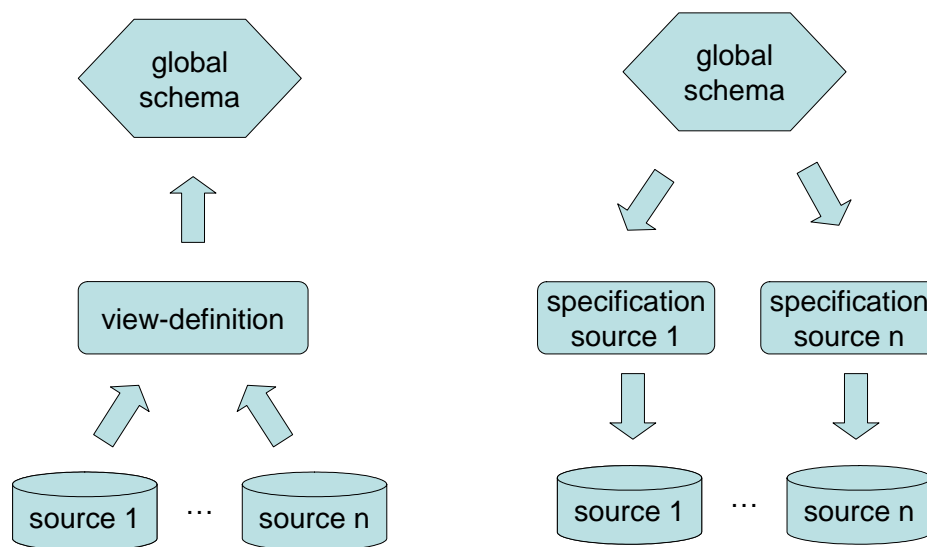 global
schema
view-definition
source 1
...
source n
global
schema
specification
source 1
specification
source n
source 1
...
source n